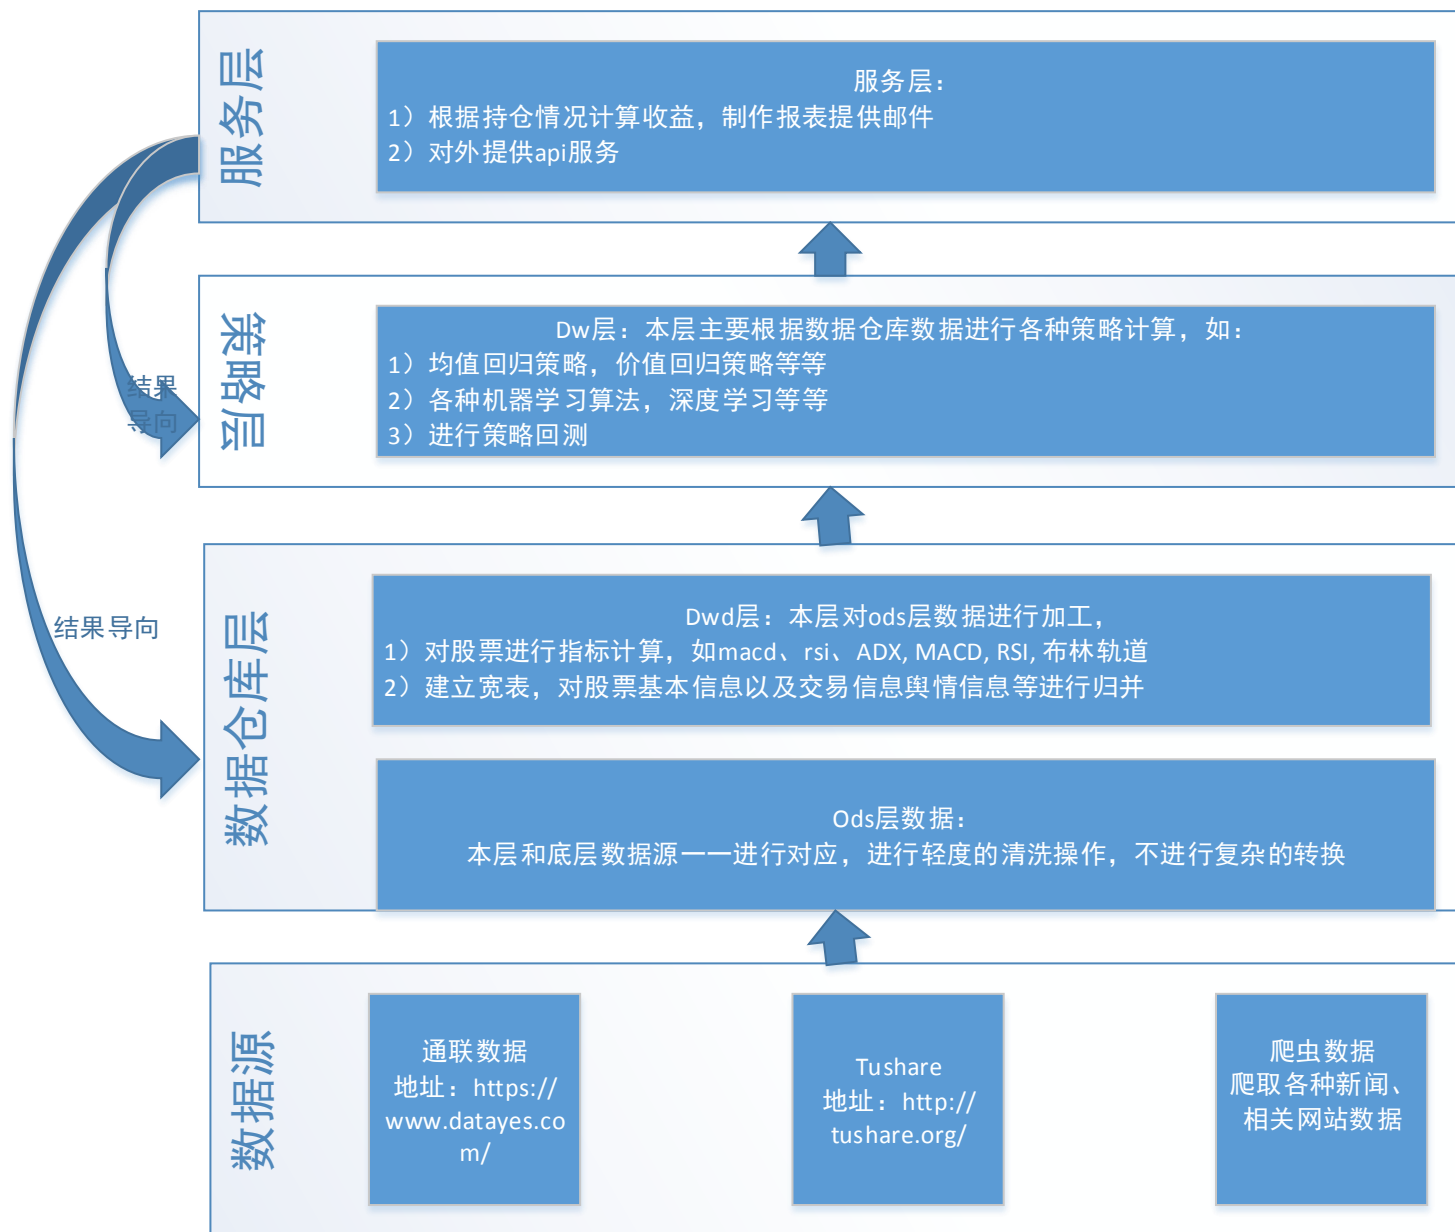 服务层
服务层：
1）根据持仓情况计算收益，制作报表提供邮件
2）对外提供api服务
策略层
Dw层：本层主要根据数据仓库数据进行各种策略计算，如：
1）均值回归策略，价值回归策略等等
2）各种机器学习算法，深度学习等等
3）进行策略回测
结果
导向
结果导向
数据仓库层
Dwd层：本层对ods层数据进行加工，
1）对股票进行指标计算，如macd、rsi、ADX, MACD, RSI, 布林轨道
2）建立宽表，对股票基本信息以及交易信息舆情信息等进行归并
Ods层数据：
本层和底层数据源一一进行对应，进行轻度的清洗操作，不进行复杂的转换
数据源
通联数据
地址：https://
www.datayes.co
m/
Tushare
地址：http://
tushare.org/
爬虫数据
爬取各种新闻、
相关网站数据